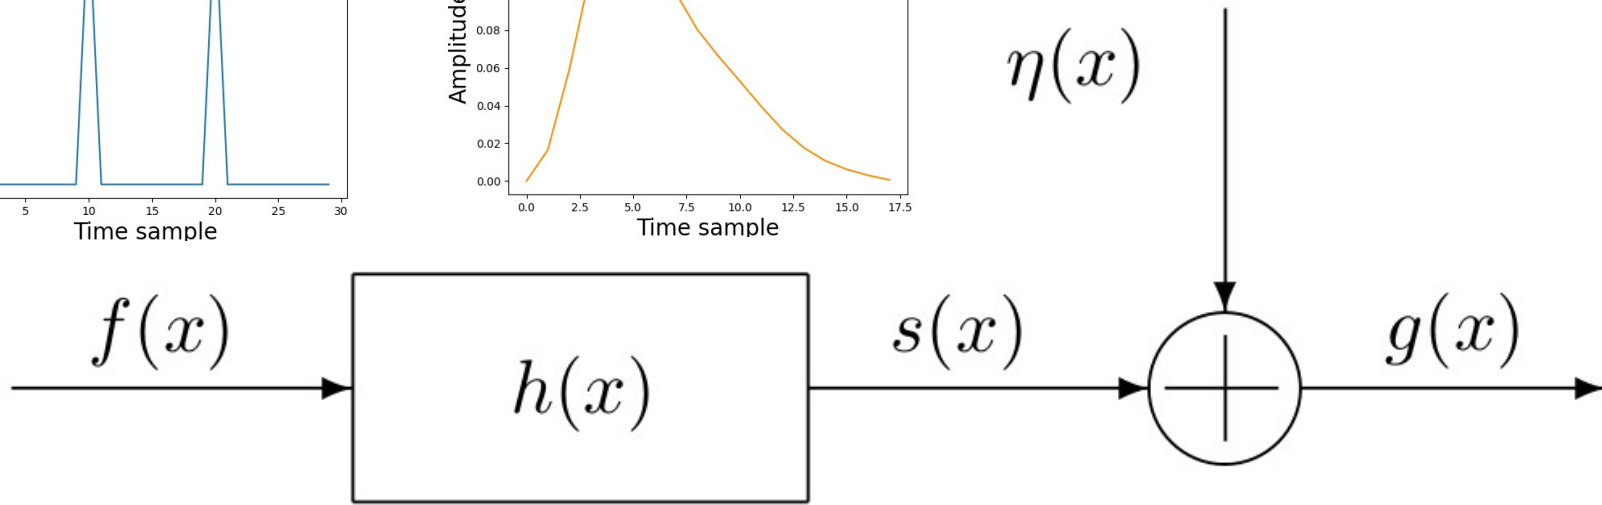 5 10 15 20 25 30
Time sample
Amplitude
0.08
0.06
0.04
0.02
0.00
0.0 2.5 5.0 7.5 10.0 12.5 15.0 17.5
Time sample
η(x)
f(x)
h(x)
s(x)
g(x)